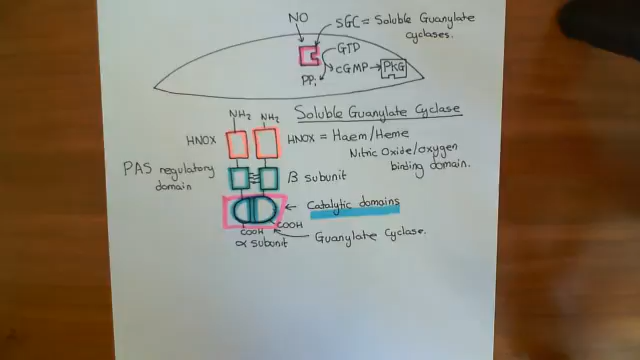 NO
sGC = Soluble Guanylate
cyclases.
GTP
cGMP → PKG
PPi
Soluble Guanylate Cyclase
NH2 NH2
HNOX
HNOX = Haem/Heme
Nitric Oxide/oxygen
binding domain.
PAS regulatory
domain
β subunit
Catalytic domains
COOH
COOH
α subunit
Guanylate Cyclase.